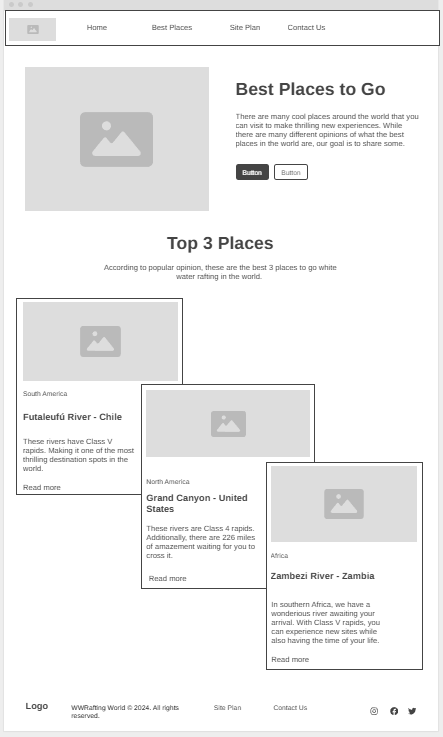 Home Best Places Site Plan Contact Us
Best Places to Go
There are many cool places around the world that you
can visit to make thrilling new experiences. While
there are many different opinions of what the best
places in the world are, our goal is to share some.
Button Button
Top 3 Places
According to popular opinion, these are the best 3 places to go white
water rafting in the world.
South America
Futaleufú River - Chile
These rivers have Class V
rapids. Making it one of the most
thrilling destination spots in the
world.
Read more
North America
Grand Canyon - United
States
These rivers are Class 4 rapids.
Additionally, there are 226 miles
of amazement waiting for you to
cross it.
Read more
Africa
Zambezi River - Zambia
In southern Africa, we have a
wonderious river awaiting your
arrival. With Class V rapids, you
can experience new sites while
also having the time of your life.
Read more
Logo
WWRafting World © 2024. All rights
reserved.
Site Plan Contact Us